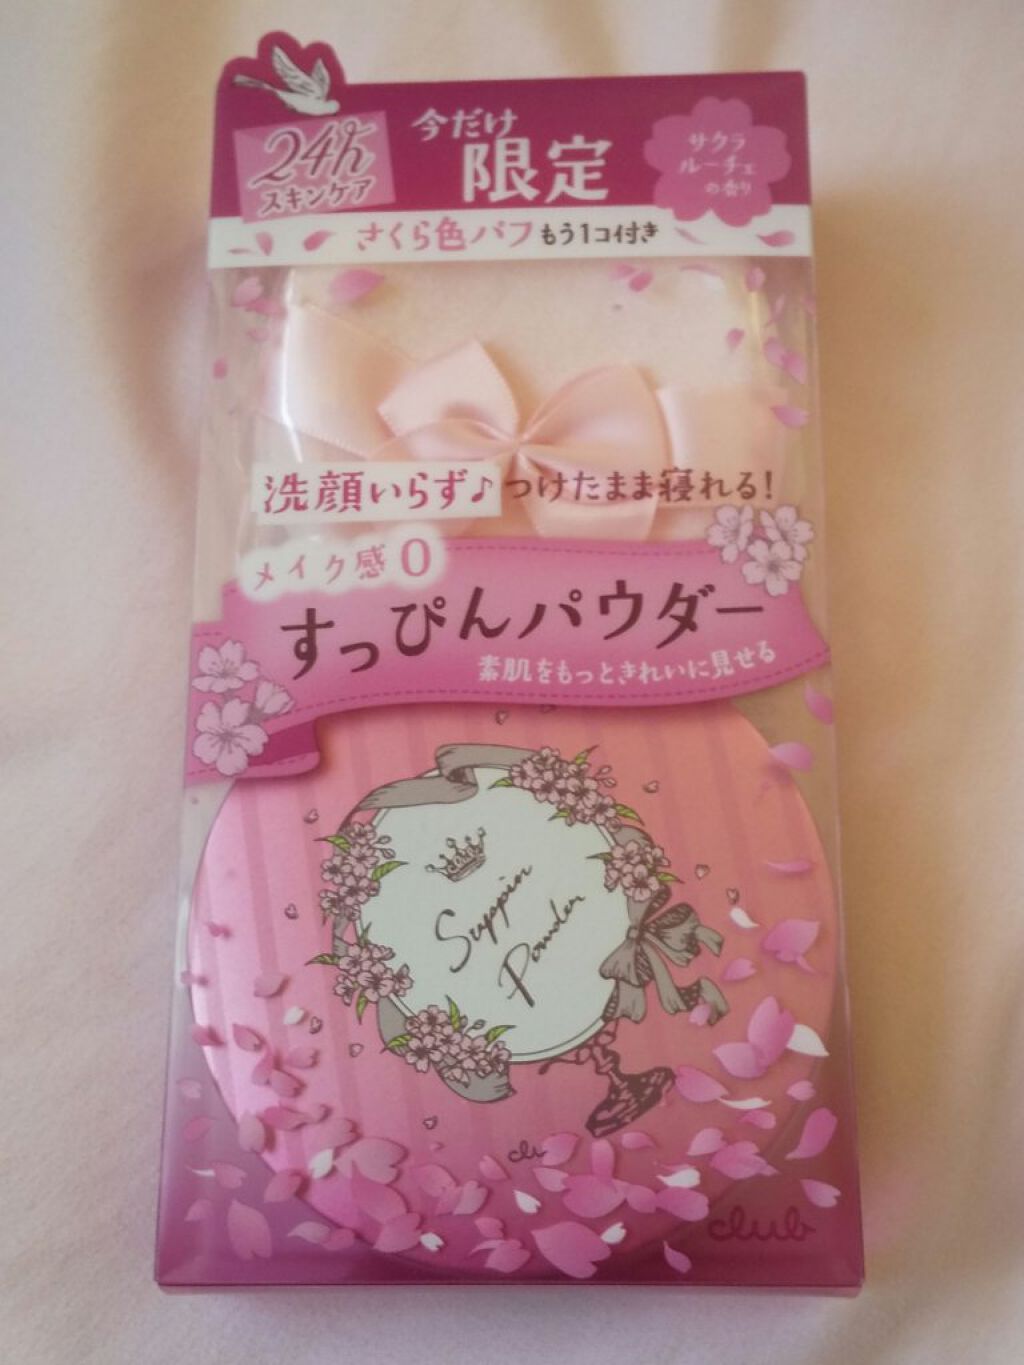 24h
スキンケア
今だけ
限定
サクラ
ルーチェ
の香り
さくら色パフもう1コ付き
洗顔いらず♪つけたまま寝れる!
メイク感0
すっぴんパウダー
素肌をもっときれいに見せる
Suppin
Powder
clu
club